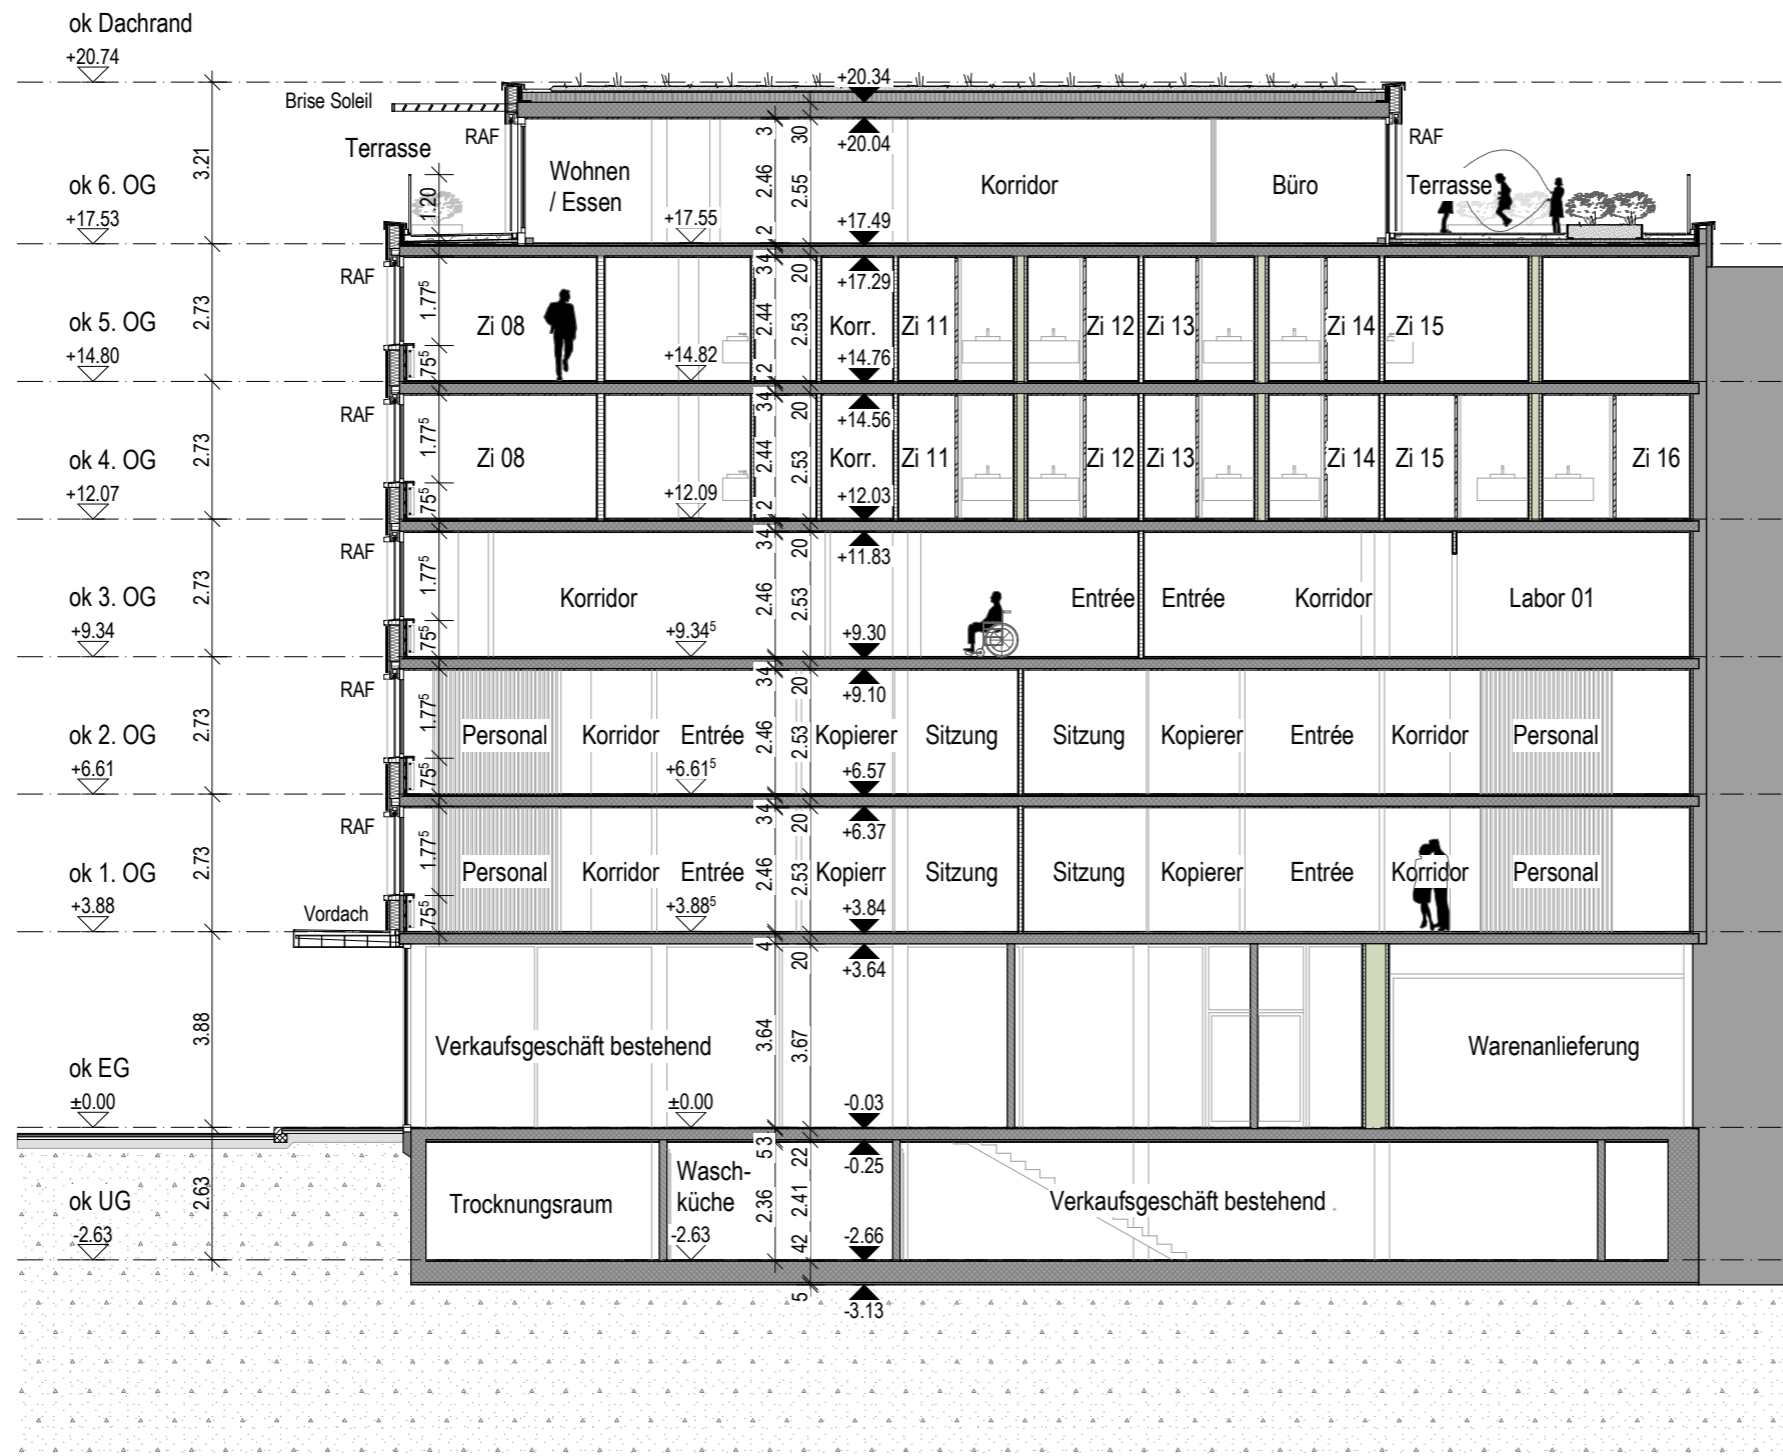 ok Dachrand
+20.74
Brise Soleil
RAF
Terrasse
1.20
3.21
ok 6. OG
+17.53
Wohnen
/ Essen
+17.55
3
2.46
2
30
2.55
+20.34
+20.04
+17.49
Korridor
Büro
RAF
Terrasse
RAF
ok 5. OG
+14.80
2.73
1.77⁵
75⁵
Zi 08
+14.82
34
2.44
2
20
2.53
+17.29
Korr.
+14.76
Zi 11
Zi 12
Zi 13
Zi 14
Zi 15
RAF
ok 4. OG
+12.07
2.73
1.77⁵
75⁵
Zi 08
+12.09
34
2.44
2
20
2.53
+14.56
Korr.
+12.03
Zi 11
Zi 12
Zi 13
Zi 14
Zi 15
Zi 16
RAF
ok 3. OG
+9.34
2.73
1.77⁵
75⁵
Korridor
+9.34⁵
34
2.46
20
2.53
+11.83
+9.30
Entrée
Entrée
Korridor
Labor 01
RAF
ok 2. OG
+6.61
2.73
1.77⁵
75⁵
Personal
Korridor
Entrée
+6.61⁵
34
2.46
20
2.53
+9.10
Kopierer
+6.57
Sitzung
Sitzung
Kopierer
Entrée
Korridor
Personal
RAF
ok 1. OG
+3.88
2.73
1.77⁵
75⁵
Personal
Korridor
Entrée
+3.88⁵
34
2.46
20
2.53
+6.37
Kopierr
+3.84
Sitzung
Sitzung
Kopierer
Entrée
Korridor
Personal
Vordach
ok EG
±0.00
3.88
Verkaufsgeschäft bestehend
±0.00
4
3.64
20
3.67
+3.64
-0.03
Warenanlieferung
ok UG
-2.63
2.63
Trocknungsraum
Wasch-
küche
-2.63
53
2.36
22
2.41
42
5
-0.25
-2.66
-3.13
Verkaufsgeschäft bestehend